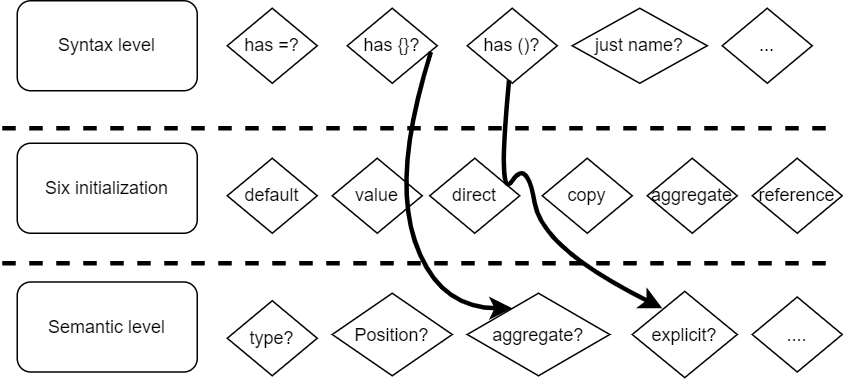 Syntax level
has =?
has {}?
has ()?
just name?
...
Six initialization
default
value
direct
copy
aggregate
reference
Semantic level
type?
Position?
aggregate?
explicit?
....